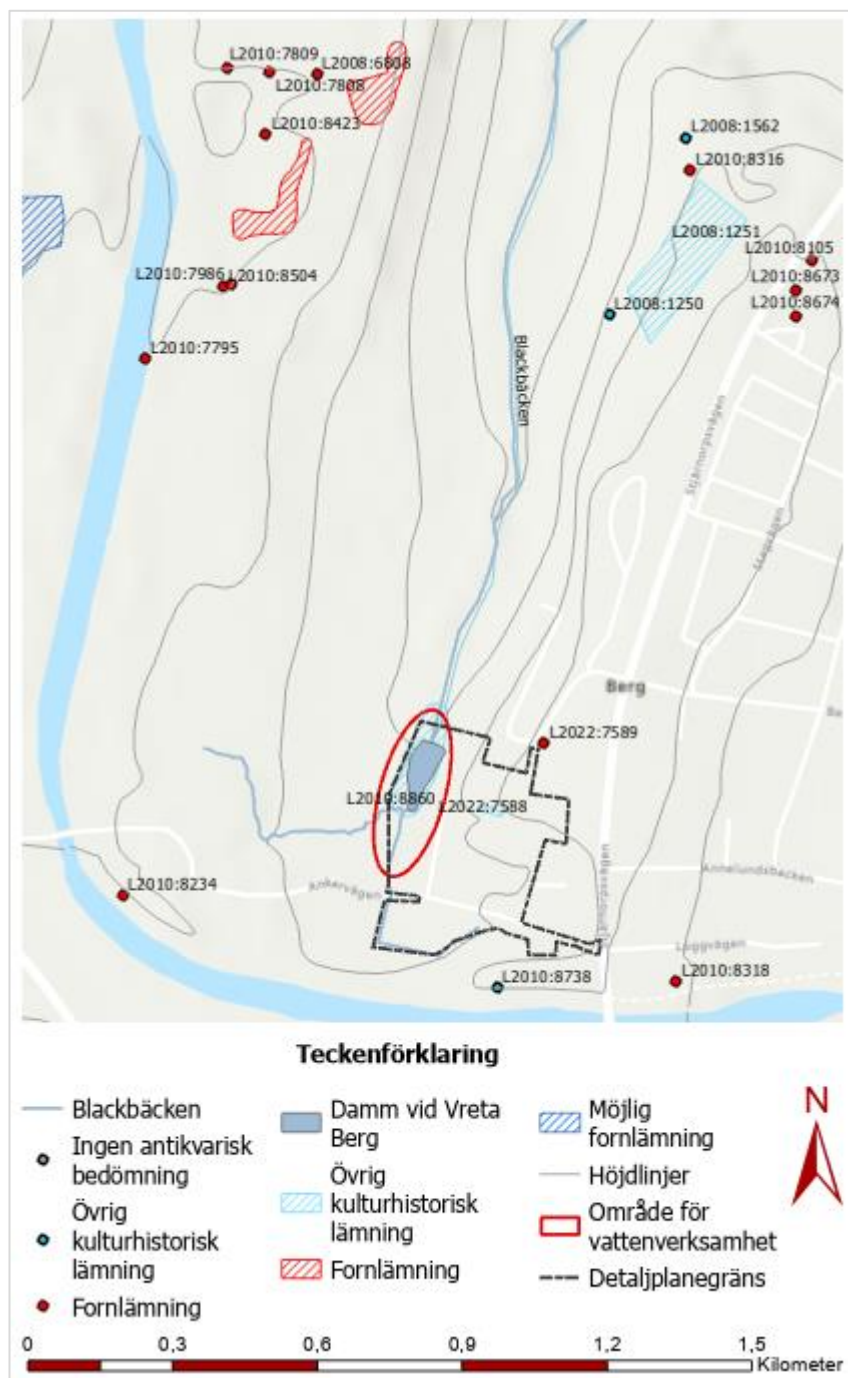 L2010:7809
L2008:6808
L2010:7808
L2010:8423
L2008:1562
L2010:8316
L2008:1251
L2010:8105
L2010:7986
L2010:8504
L2010:8673
L2008:1250
L2010:8674
L2010:7795
Blackbäcken
Stjärnorpsvägen
Stagvägen
Berg
L2022:7589
L2010:8860
L2022:7588
Annelundsbacken
Ankarvägen
L2010:8234
Stjärnorpsvägen
Loggvägen
L2010:8738
L2010:8318
Teckenförklaring
Blackbäcken
Ingen antikvarisk
bedömning
Övrig
kulturhistorisk
lämning
Fornlämning
Damm vid Vreta
Berg
Övrig
kulturhistorisk
lämning
Fornlämning
Möjlig
fornlämning
Höjdlinjer
Område för
vattenverksamhet
Detaljplanegräns
N
0 0,3 0,6 0,9 1,2 1,5
Kilometer